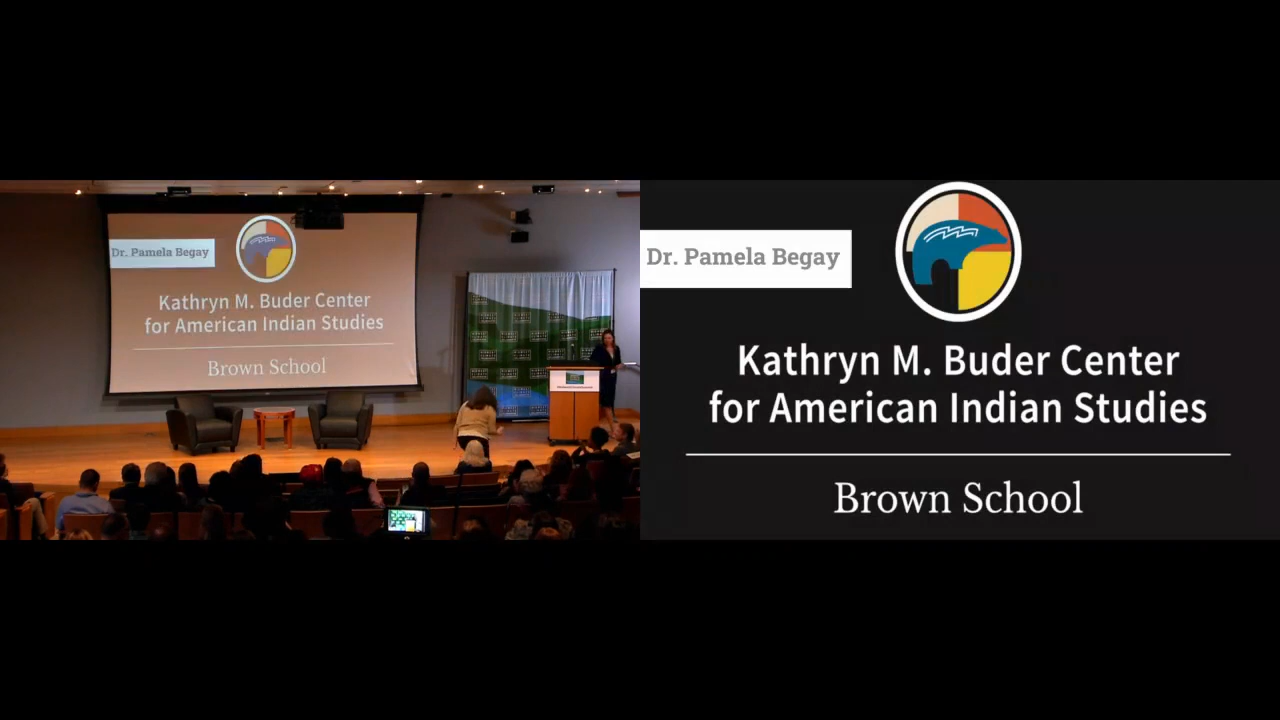 Dr. Pamela Begay
Kathryn M. Buder Center
for American Indian Studies
Brown School
Dr. Pamela Begay
Kathryn M. Buder Center
for American Indian Studies
Brown School